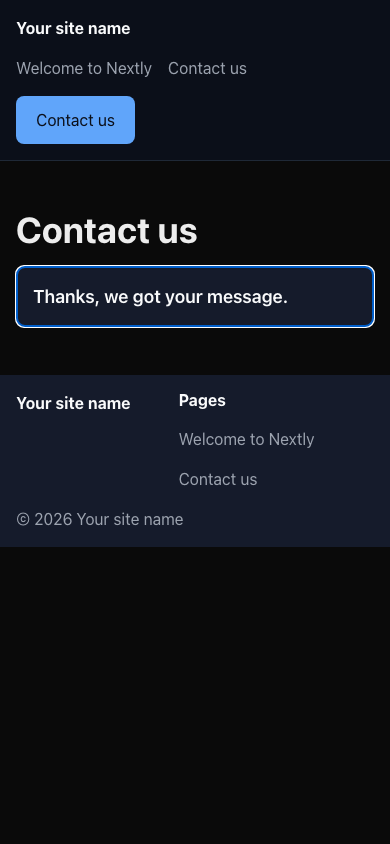 Your site name
Welcome to Nextly Contact us
Contact us
Contact us
Thanks, we got your message.
Your site name
Pages
Welcome to Nextly
Contact us
© 2026 Your site name